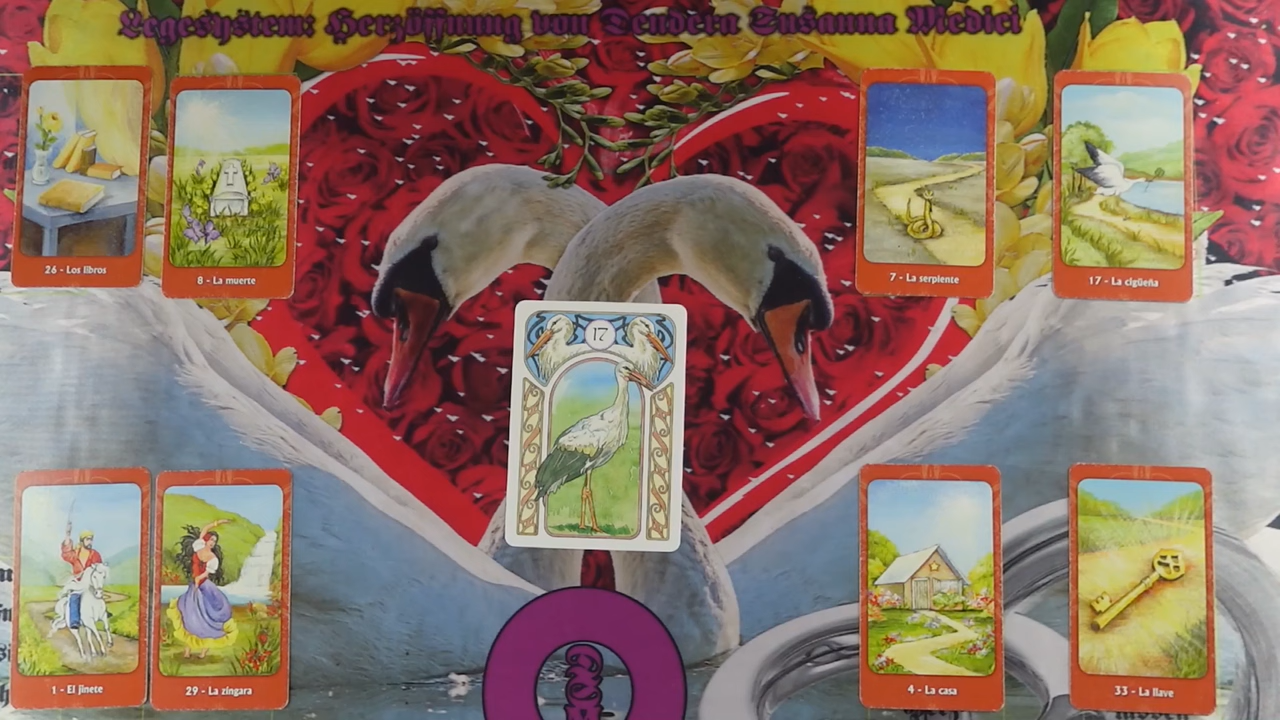 Legesystem: Herzöffnung von Dendera Susanna Medici
26 - Los libros
8 - La muerte
7 - La serpiente
17 - La cigüeña
17
1 - El jinete
29 - La zíngara
4 - La casa
33 - La llave